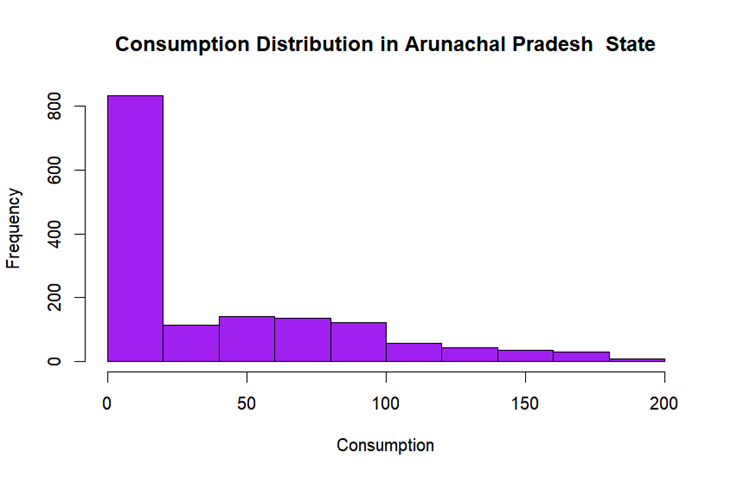 Consumption Distribution in Arunachal Pradesh  State
Frequency
800
600
400
200
0
0 50 100 150 200
Consumption